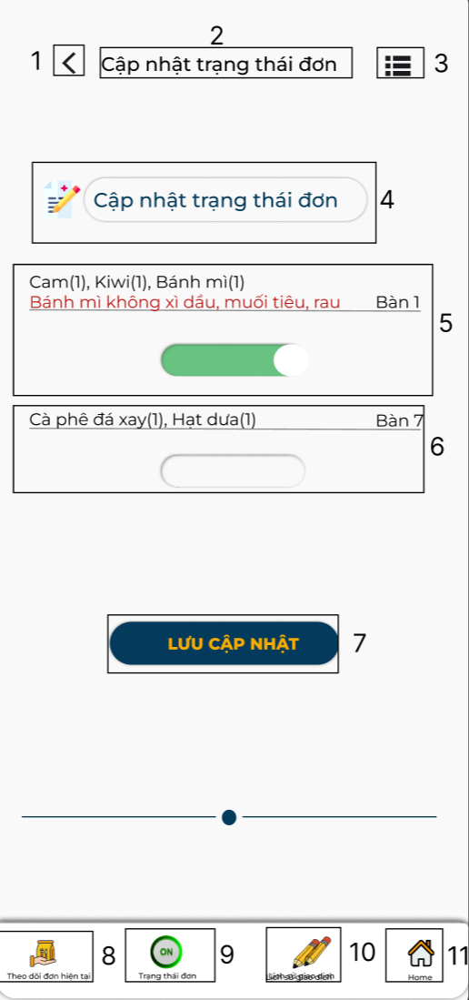 2
1
Cập nhật trạng thái đơn
3
Cập nhật trạng thái đơn
4
Cam(1), Kiwi(1), Bánh mì(1)
Bánh mì không xì dầu, muối tiêu, rau Bàn 1
5
Cà phê đá xay(1), Hạt dưa(1) Bàn 7
6
LƯU CẬP NHẬT
7
ON
8
9
10
11
Theo dõi đơn hiện tại
Trạng thái đơn
Lịch sử giao dịch
Home